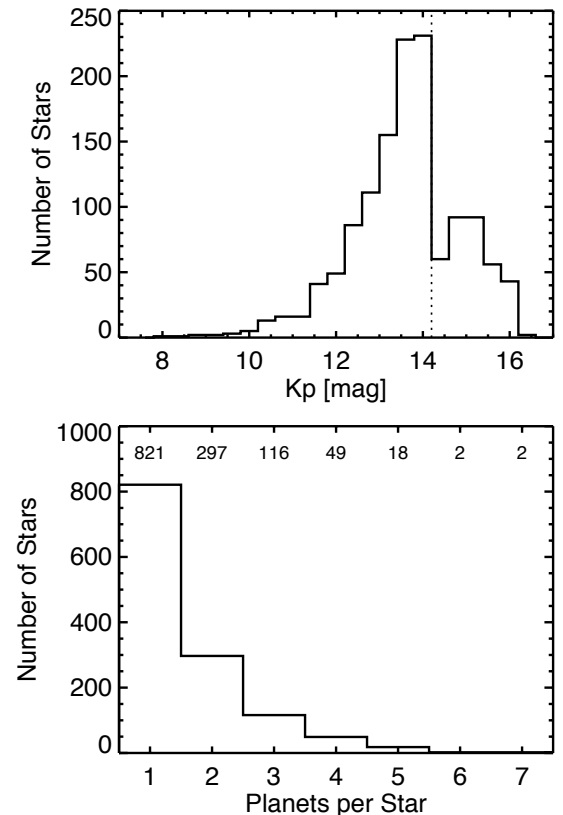 250
200
150
100
50
0
Number of Stars
8 10 12 14 16
Kp [mag]
1000
821 297 116 49 18 2 2
800
600
400
200
0
Number of Stars
1 2 3 4 5 6 7
Planets per Star